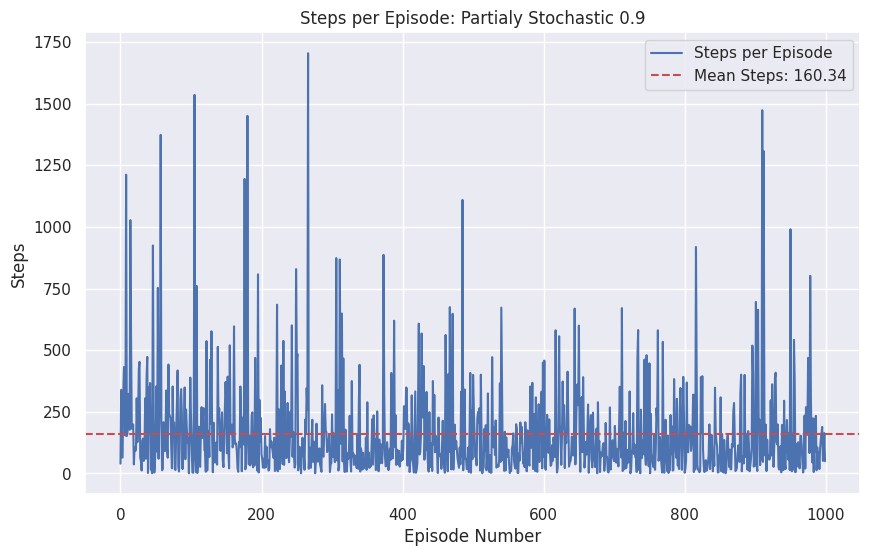 Steps per Episode: Partialy Stochastic 0.9
Steps per Episode
Mean Steps: 160.34
1750
1500
1250
1000
750
500
250
0
Steps
0 200 400 600 800 1000
Episode Number